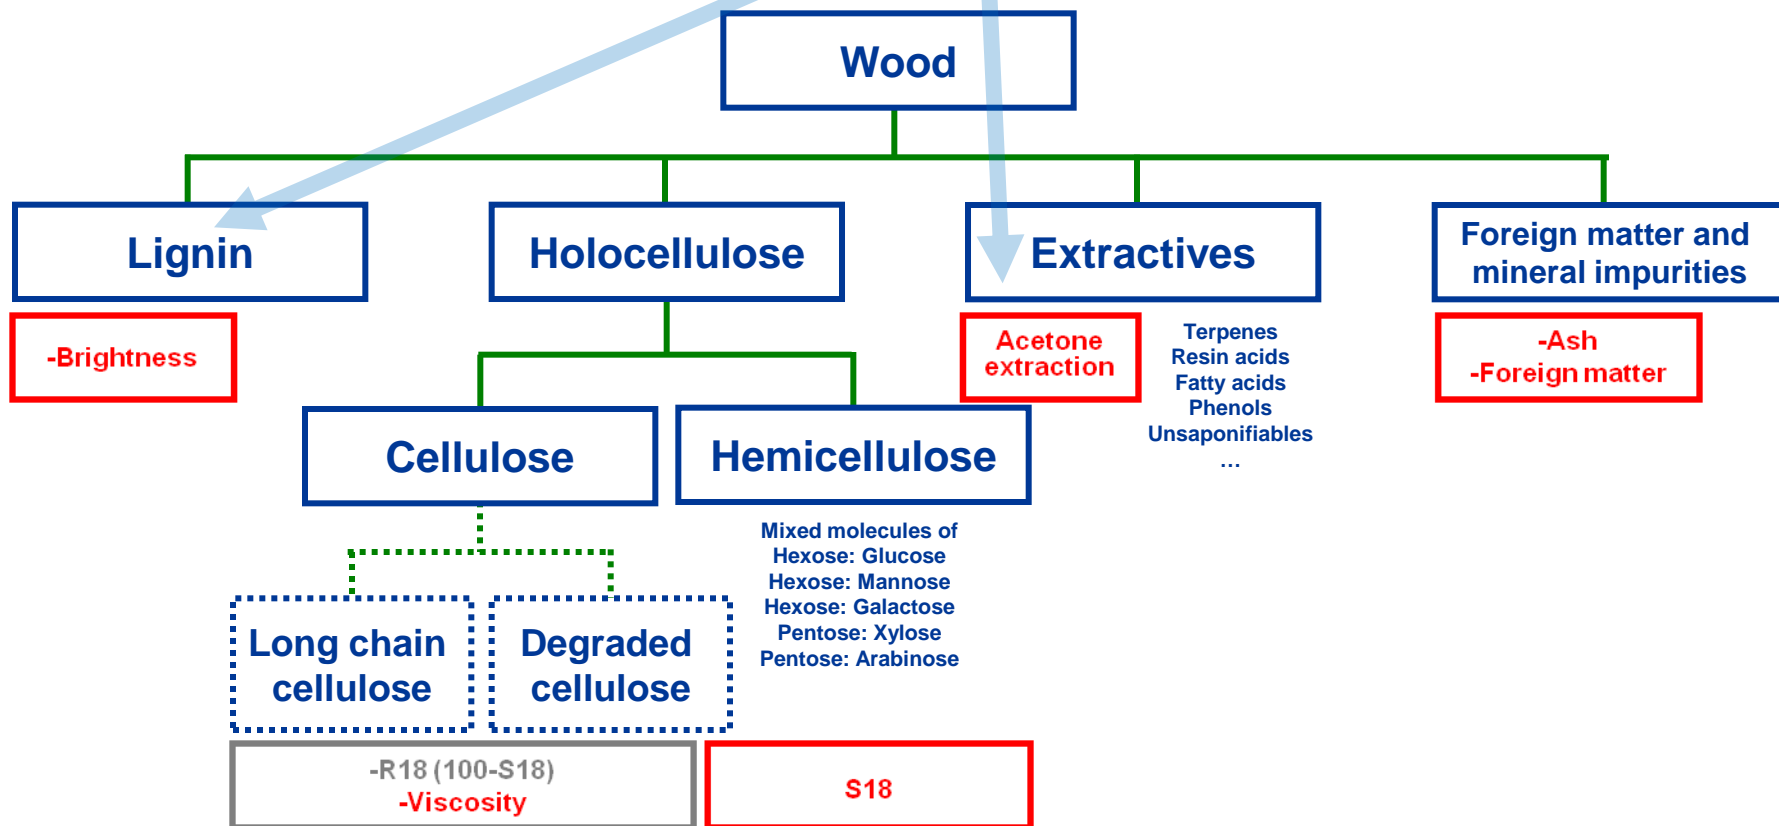 Wood
Lignin
Holocellulose
Extractives
Foreign matter and
mineral impurities
-Brightness
Acetone
extraction
Terpenes
Resin acids
Fatty acids
Phenols
Unsaponifiables
...
-Ash
-Foreign matter
Cellulose
Hemicellulose
Mixed molecules of
Hexose: Glucose
Hexose: Mannose
Hexose: Galactose
Pentose: Xylose
Pentose: Arabinose
Long chain
cellulose
Degraded
cellulose
-R18 (100-S18)
-Viscosity
S18